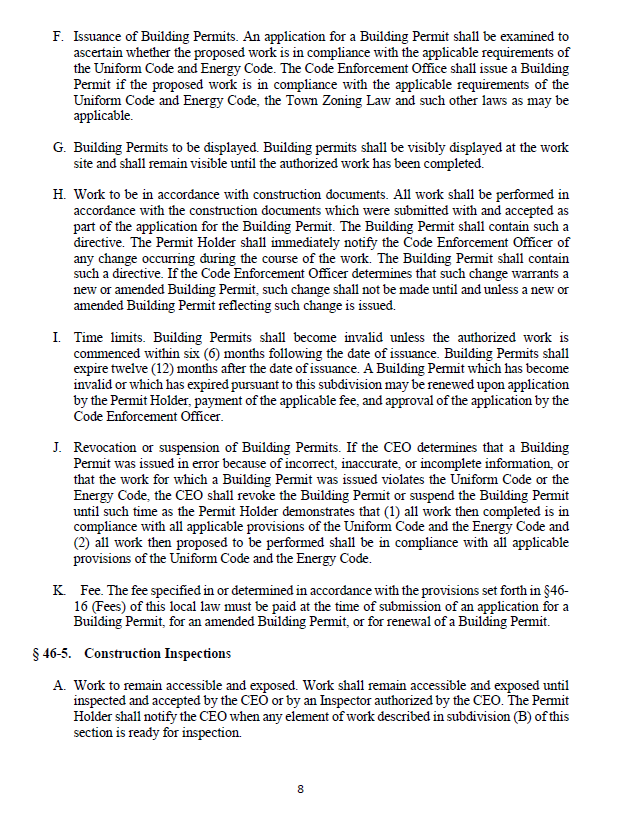 F. Issuance of Building Permits. An application for a Building Permit shall be examined to
ascertain whether the proposed work is in compliance with the applicable requirements of
the Uniform Code and Energy Code. The Code Enforcement Office shall issue a Building
Permit if the proposed work is in compliance with the applicable requirements of the
Uniform Code and Energy Code, the Town Zoning Law and such other laws as may be
applicable.
G. Building Permits to be displayed. Building permits shall be visibly displayed at the work
site and shall remain visible until the authorized work has been completed.
H. Work to be in accordance with construction documents. All work shall be performed in
accordance with the construction documents which were submitted with and accepted as
part of the application for the Building Permit. The Building Permit shall contain such a
directive. The Permit Holder shall immediately notify the Code Enforcement Officer of
any change occurring during the course of the work. The Building Permit shall contain
such a directive. If the Code Enforcement Officer determines that such change warrants a
new or amended Building Permit, such change shall not be made until and unless a new or
amended Building Permit reflecting such change is issued.
I. Time limits. Building Permits shall become invalid unless the authorized work is
commenced within six (6) months following the date of issuance. Building Permits shall
expire twelve (12) months after the date of issuance. A Building Permit which has become
invalid or which has expired pursuant to this subdivision may be renewed upon application
by the Permit Holder, payment of the applicable fee, and approval of the application by the
Code Enforcement Officer.
J. Revocation or suspension of Building Permits. If the CEO determines that a Building
Permit was issued in error because of incorrect, inaccurate, or incomplete information, or
that the work for which a Building Permit was issued violates the Uniform Code or the
Energy Code, the CEO shall revoke the Building Permit or suspend the Building Permit
until such time as the Permit Holder demonstrates that (1) all work then completed is in
compliance with all applicable provisions of the Uniform Code and the Energy Code and
(2) all work then proposed to be performed shall be in compliance with all applicable
provisions of the Uniform Code and the Energy Code.
K. Fee. The fee specified in or determined in accordance with the provisions set forth in §46-
16 (Fees) of this local law must be paid at the time of submission of an application for a
Building Permit, for an amended Building Permit, or for renewal of a Building Permit.
§ 46-5. Construction Inspections
A. Work to remain accessible and exposed. Work shall remain accessible and exposed until
inspected and accepted by the CEO or by an Inspector authorized by the CEO. The Permit
Holder shall notify the CEO when any element of work described in subdivision (B) of this
section is ready for inspection.
8